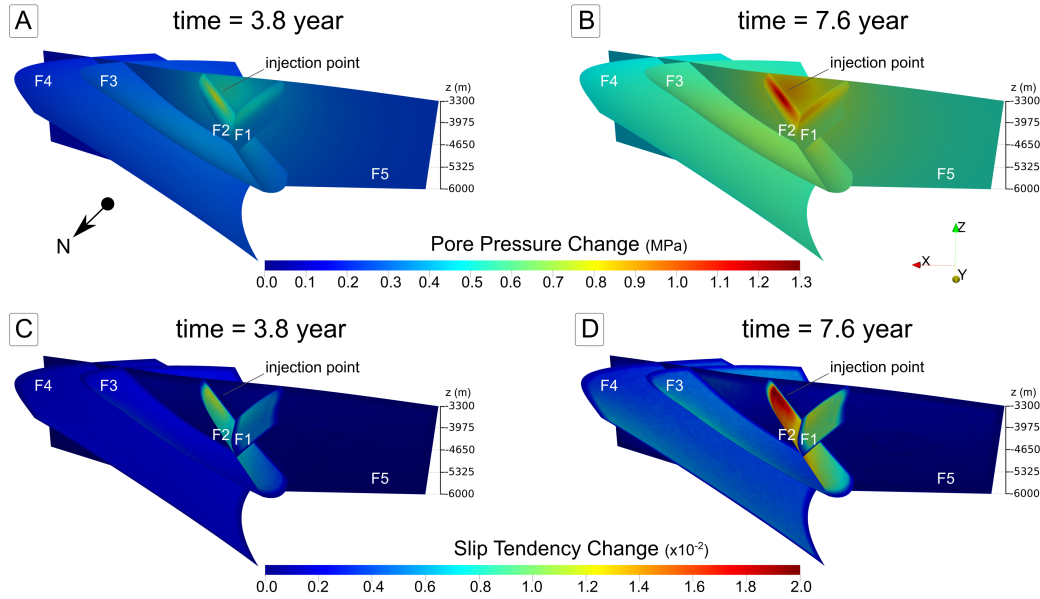 A
time = 3.8 year
injection point
F4
F3
F2
F1
F5
z (m)
-3300
-3975
-4650
-5325
-6000
N
B
time = 7.6 year
injection point
F4
F3
F2
F1
F5
z (m)
-3300
-3975
-4650
-5325
-6000
Pore Pressure Change (MPa)
0.0 0.1 0.2 0.3 0.4 0.5 0.6 0.7 0.8 0.9 1.0 1.1 1.2 1.3
Z
X
Y
C
time = 3.8 year
injection point
F4
F3
F2
F1
F5
z (m)
-3300
-3975
-4650
-5325
-6000
D
time = 7.6 year
injection point
F4
F3
F2
F1
F5
z (m)
-3300
-3975
-4650
-5325
-6000
Slip Tendency Change (x10⁻²)
0.0 0.2 0.4 0.6 0.8 1.0 1.2 1.4 1.6 1.8 2.0